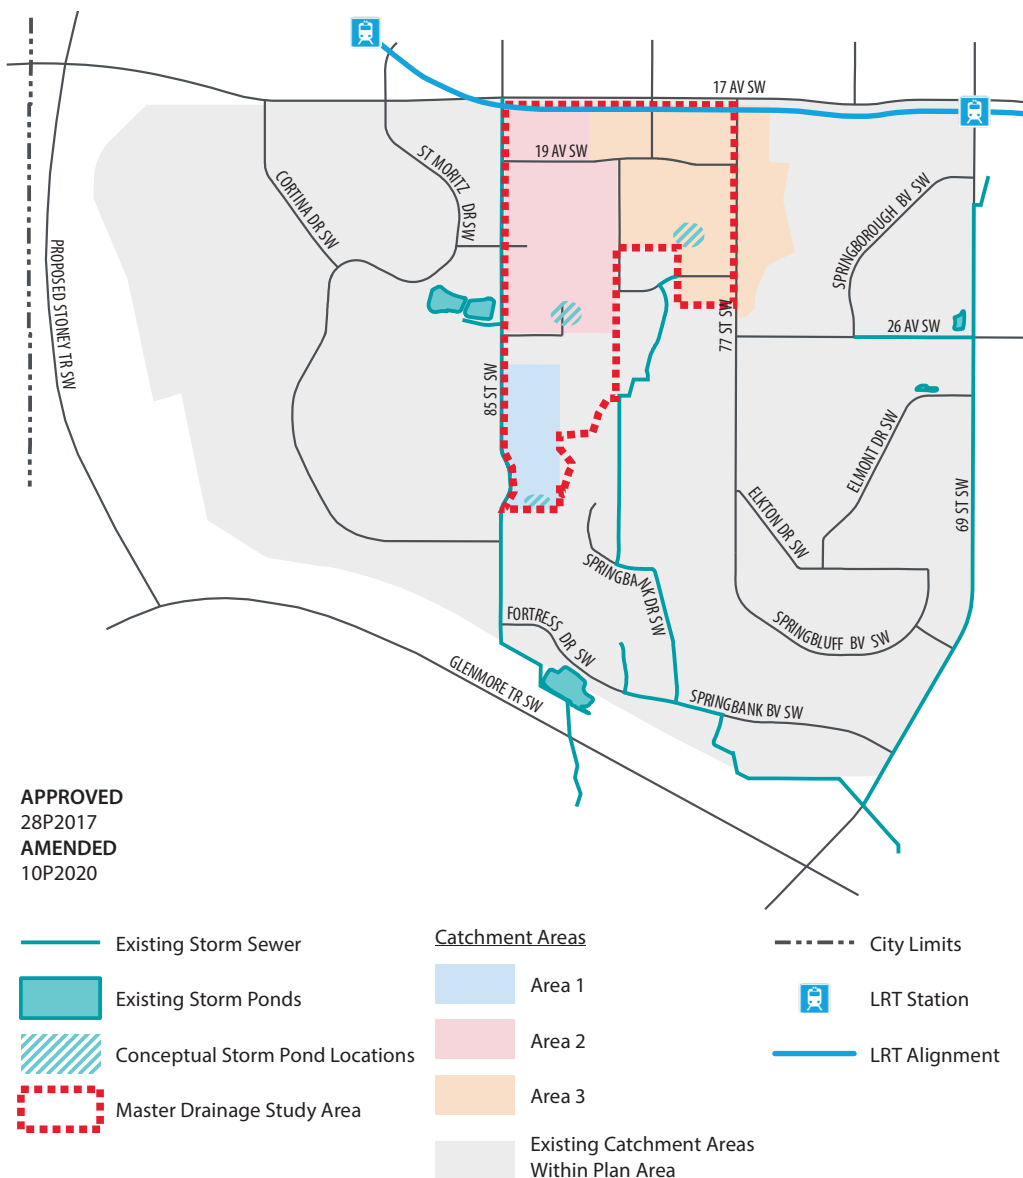 17 AV SW
19 AV SW
ST MORITZ DR SW
CORTINA DR SW
SPRINGBOROUGH BV SW
PROPOSED STONEY TR SW
77 ST SW
26 AV SW
85 ST SW
ELMONT DR SW
ELKTON DR SW
69 ST SW
SPRINGBANK DR SW
FORTRESS DR SW
SPRINGBLUFF BV SW
GLENMORE TR SW
SPRINGBANK BV SW
APPROVED
28P2017
AMENDED
10P2020
Existing Storm Sewer
Existing Storm Ponds
Conceptual Storm Pond Locations
Master Drainage Study Area
Catchment Areas
Area 1
Area 2
Area 3
Existing Catchment Areas
Within Plan Area
City Limits
LRT Station
LRT Alignment